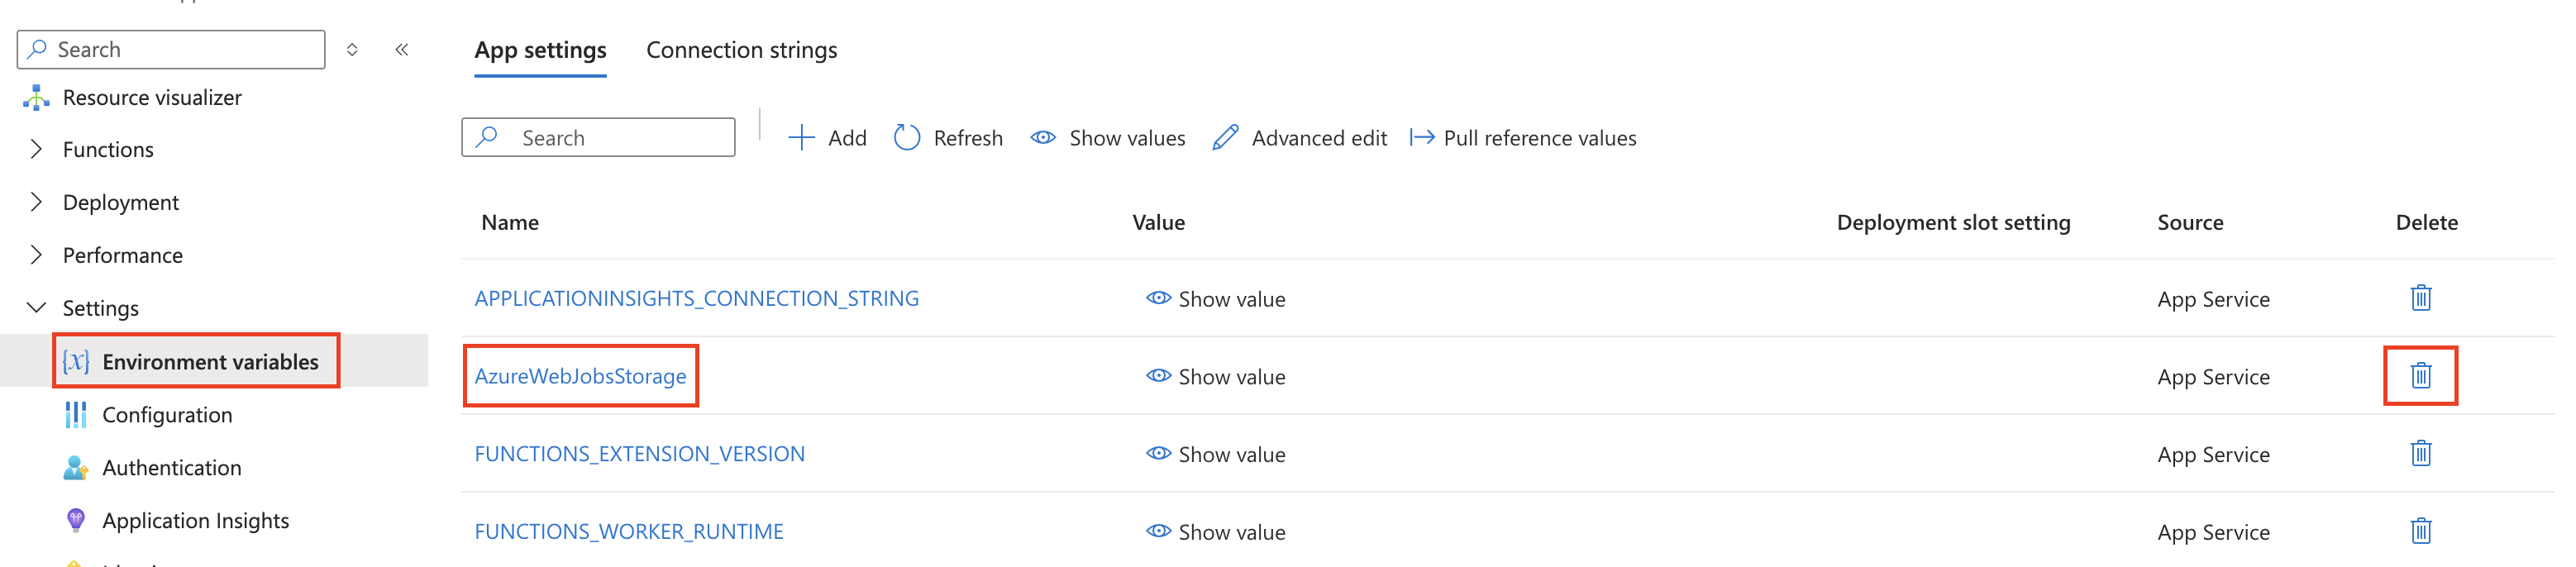 Search
Resource visualizer
Functions
Deployment
Performance
Settings
Environment variables
Configuration
Authentication
Application Insights
App settings Connection strings
Search Add Refresh Show values Advanced edit Pull reference values
Name Value Deployment slot setting Source Delete
APPLICATIONINSIGHTS_CONNECTION_STRING Show value App Service
AzureWebJobsStorage Show value App Service
FUNCTIONS_EXTENSION_VERSION Show value App Service
FUNCTIONS_WORKER_RUNTIME Show value App Service